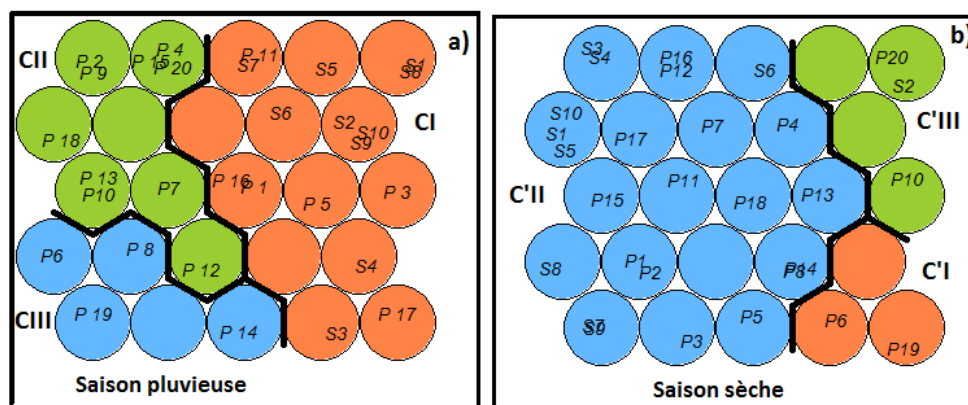 a)
CII
P 2
P 9
P 4
P 15
P 20
P 11
S7
S5
S1
S8
P 18
S6
S2
S10
S9
CI
P 13
P10
P7
P 16
P 1
P 5
P 3
P6
P 8
P 12
S4
CIII
P 19
P 14
S3
P 17
Saison pluvieuse
b)
S3
S4
P16
P12
S6
P20
S2
S10
S1
S5
P17
P7
P4
C'III
C'II
P15
P11
P18
P13
P10
S8
P1
P2
P14
P8
C'I
S7
S9
P3
P5
P6
P19
Saison sèche